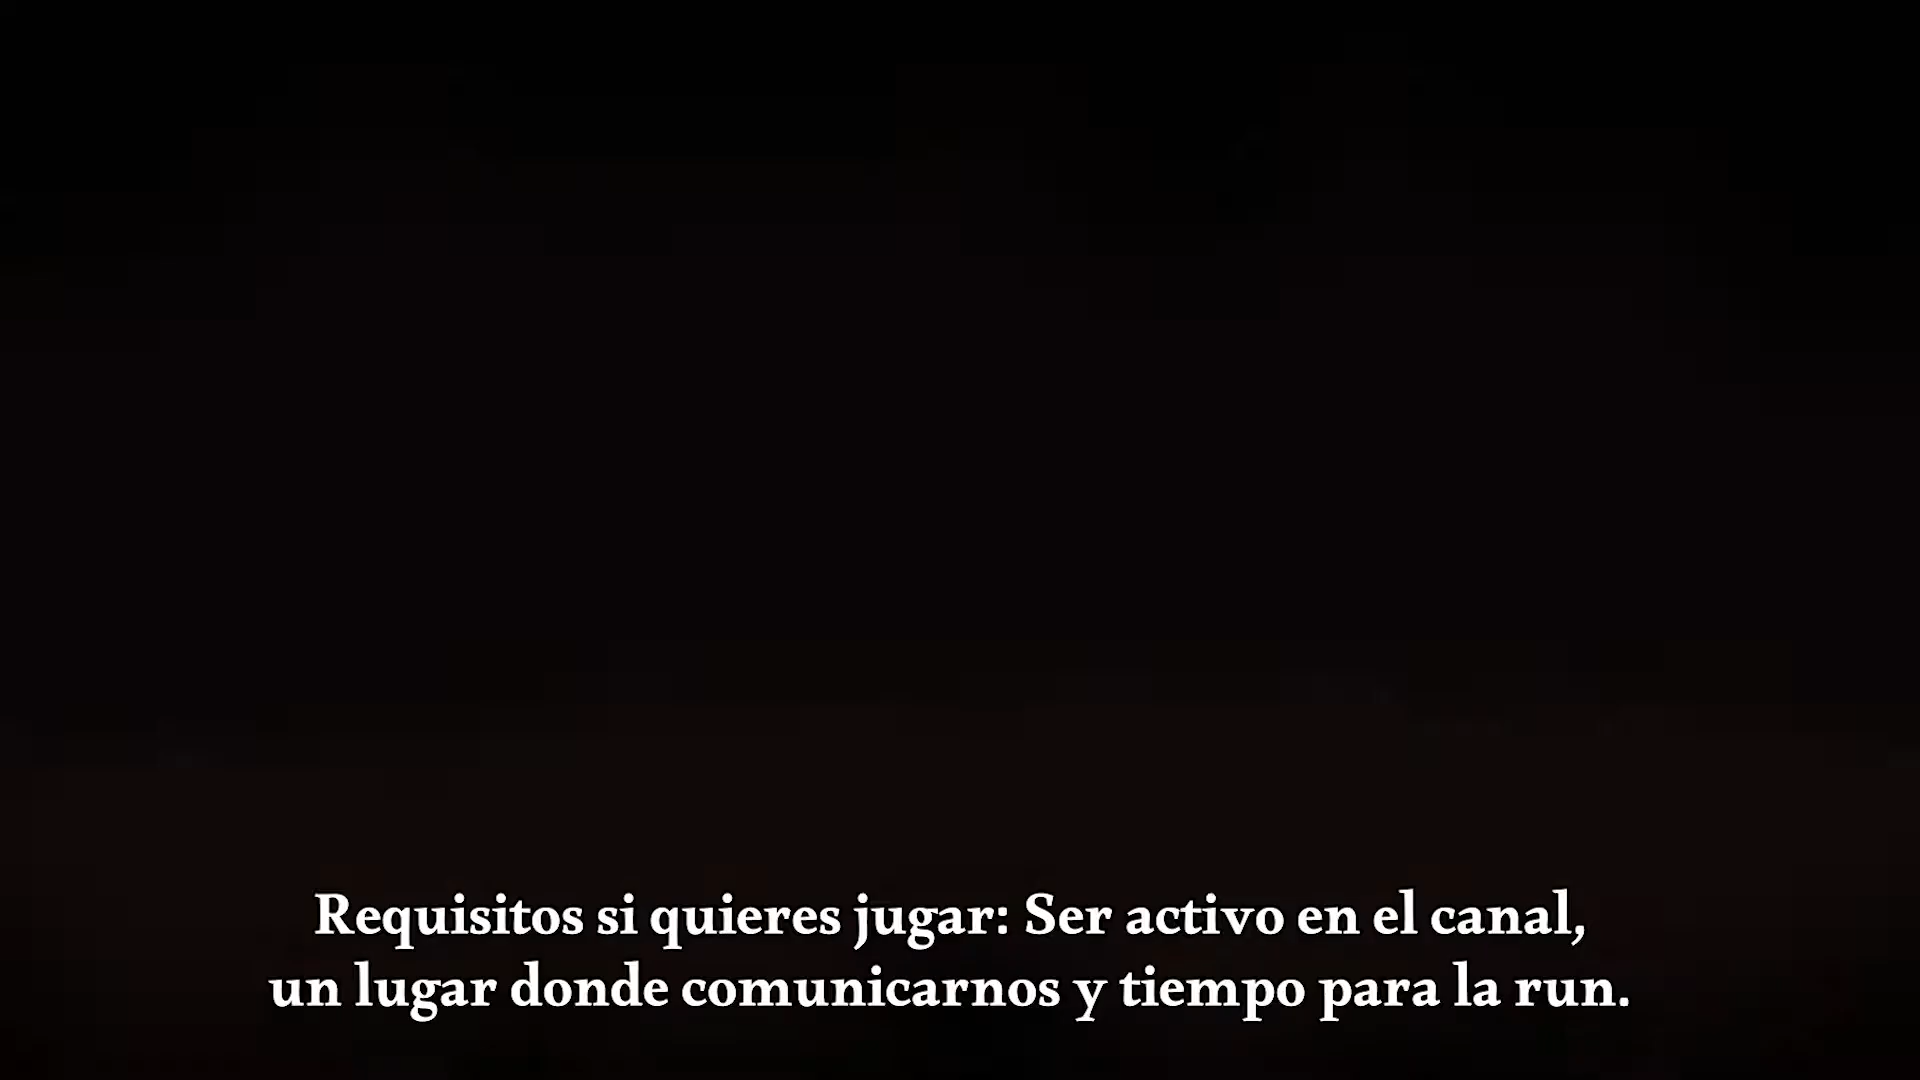 Requisitos si quieres jugar: Ser activo en el canal,
un lugar donde comunicarnos y tiempo para la run.